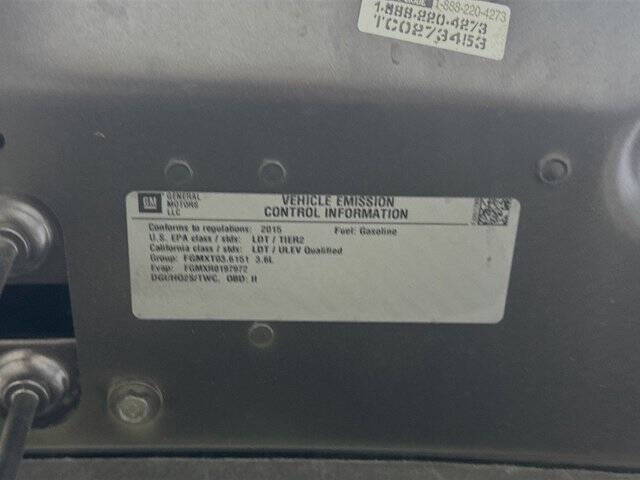 1-888-220-4273
1-888-220-4273
TC0273453
GM
GENERAL
MOTORS
LLC
VEHICLE EMISSION
CONTROL INFORMATION
Conforms to regulations: 2015 Fuel: Gasoline
U.S. EPA class / stds: LDT / TIER2
California class / stds: LDT / ULEV Qualified
Group: FGMXT03.6151 3.6L
Evap: FGMXR0197972
DGI/HO2S/TWC, OBD: II